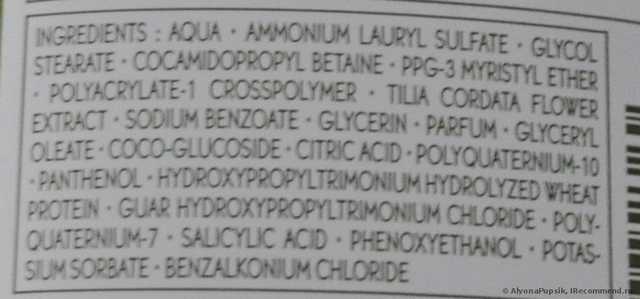 INGREDIENTS : AQUA · AMMONIUM LAURYL SULFATE · GLYCOL
STEARATE · COCAMIDOPROPYL BETAINE · PPG-3 MYRISTYL ETHER
· POLYACRYLATE-1 CROSSPOLYMER · TILIA CORDATA FLOWER
EXTRACT · SODIUM BENZOATE · GLYCERIN · PARFUM · GLYCERYL
OLEATE · COCO-GLUCOSIDE · CITRIC ACID · POLYQUATERNIUM-10
· PANTHENOL · HYDROXYPROPYLTRIMONIUM HYDROLYZED WHEAT
PROTEIN · GUAR HYDROXYPROPYLTRIMONIUM CHLORIDE · POLY-
QUATERNIUM-7 · SALICYLIC ACID · PHENOXYETHANOL · POTAS-
SIUM SORBATE · BENZALKONIUM CHLORIDE
© AlyonaPupsik, IRecommend.ru